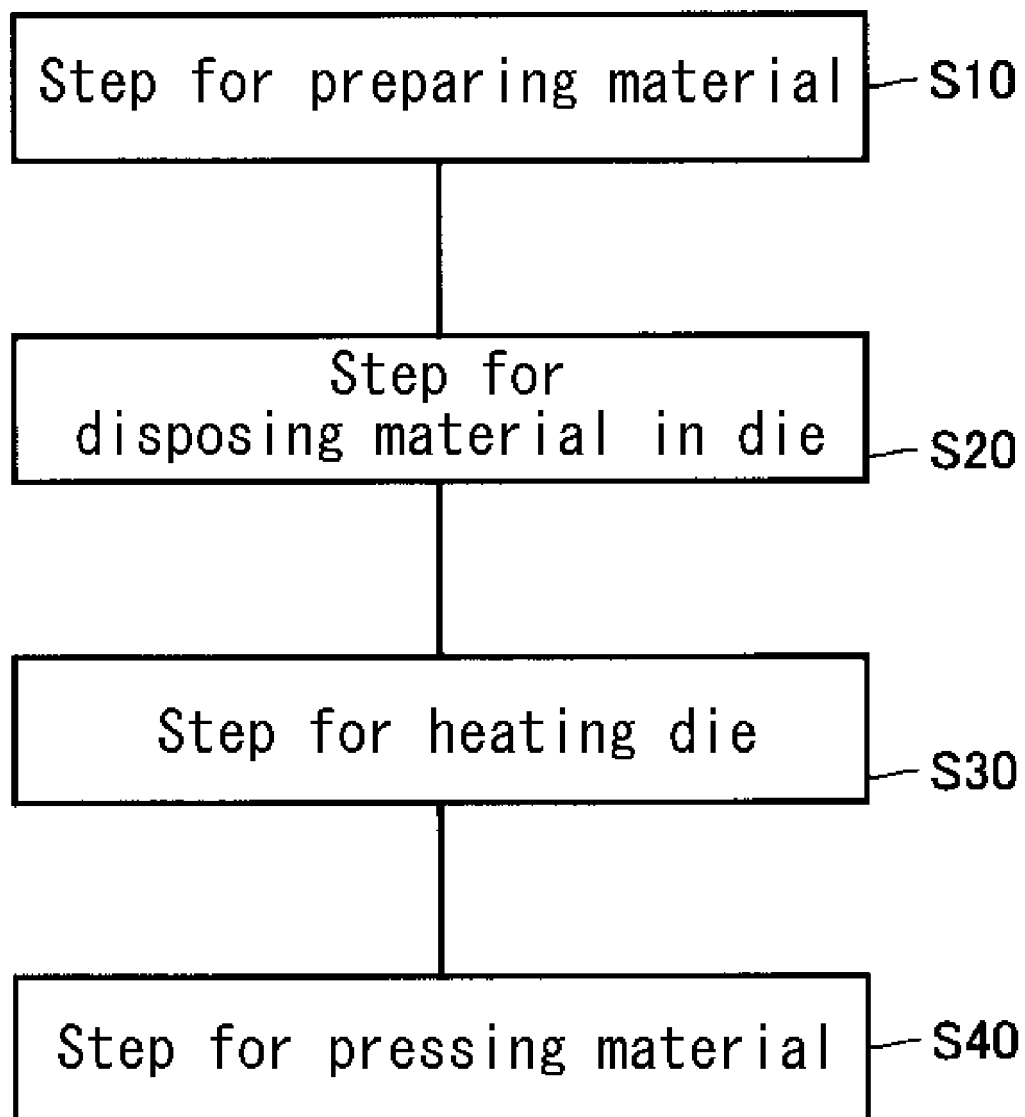 Step for preparing material
S10
Step for
disposing material in die
S20
Step for heating die
S30
Step for pressing material
S40